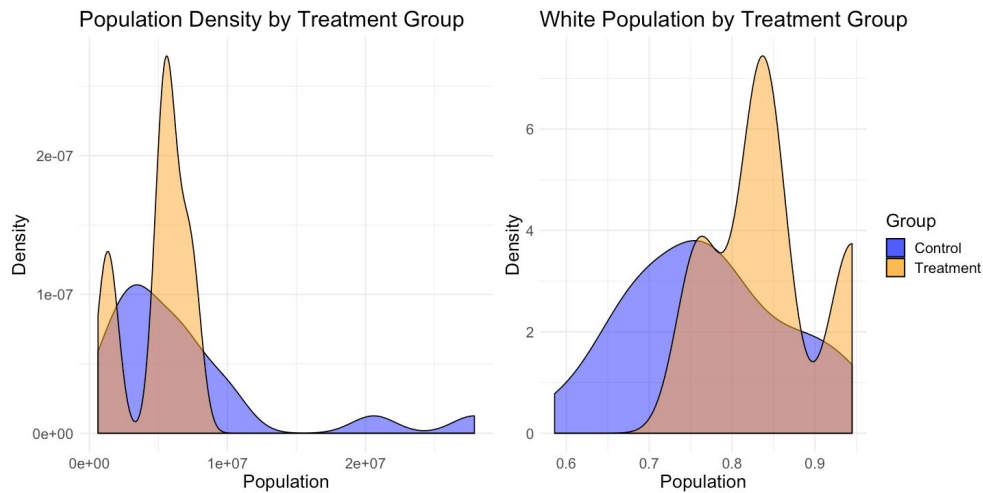 Population Density by Treatment Group
Density
2e-07
1e-07
0e+00
0e+00 1e+07 2e+07
Population
White Population by Treatment Group
Density
6
4
2
0
0.6 0.7 0.8 0.9
Population
Group
Control
Treatment